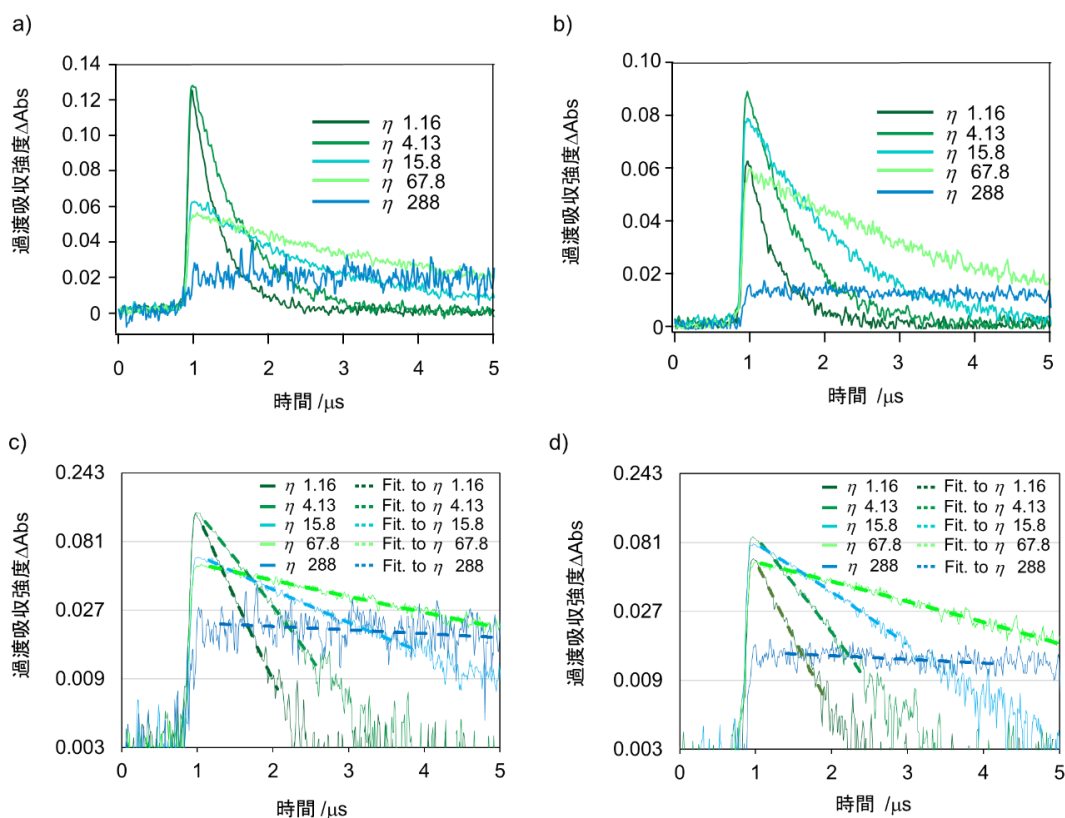 a)
過渡吸収強度ΔAbs
0.14
0.12
0.10
0.08
0.06
0.04
0.02
0
η 1.16
η 4.13
η 15.8
η 67.8
η 288
0 1 2 3 4 5
時間 /μs
b)
過渡吸収強度ΔAbs
0.10
0.08
0.06
0.04
0.02
0
η 1.16
η 4.13
η 15.8
η 67.8
η 288
0 1 2 3 4 5
時間 /μs
c)
過渡吸収強度ΔAbs
0.243
0.081
0.027
0.009
0.003
η 1.16 Fit. to η 1.16
η 4.13 Fit. to η 4.13
η 15.8 Fit. to η 15.8
η 67.8 Fit. to η 67.8
η 288 Fit. to η 288
0 1 2 3 4 5
時間 /μs
d)
過渡吸収強度ΔAbs
0.243
0.081
0.027
0.009
0.003
η 1.16 Fit. to η 1.16
η 4.13 Fit. to η 4.13
η 15.8 Fit. to η 15.8
η 67.8 Fit. to η 67.8
η 288 Fit. to η 288
0 1 2 3 4 5
時間 /μs